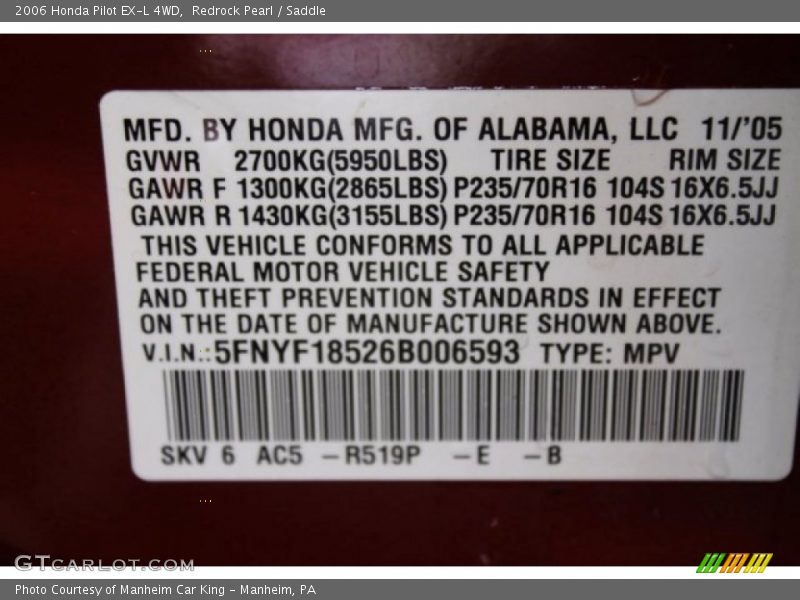 2006 Honda Pilot EX-L 4WD, Redrock Pearl / Saddle
MFD. BY HONDA MFG. OF ALABAMA, LLC 11/'05
GVWR 2700KG(5950LBS) TIRE SIZE RIM SIZE
GAWR F 1300KG(2865LBS) P235/70R16 104S 16X6.5JJ
GAWR R 1430KG(3155LBS) P235/70R16 104S 16X6.5JJ
THIS VEHICLE CONFORMS TO ALL APPLICABLE
FEDERAL MOTOR VEHICLE SAFETY
AND THEFT PREVENTION STANDARDS IN EFFECT
ON THE DATE OF MANUFACTURE SHOWN ABOVE.
V.I.N.:5FNYF18526B006593 TYPE: MPV
SKV 6 AC5 -R519P -E -B
GTCARLOT.COM
Photo Courtesy of Manheim Car King - Manheim, PA